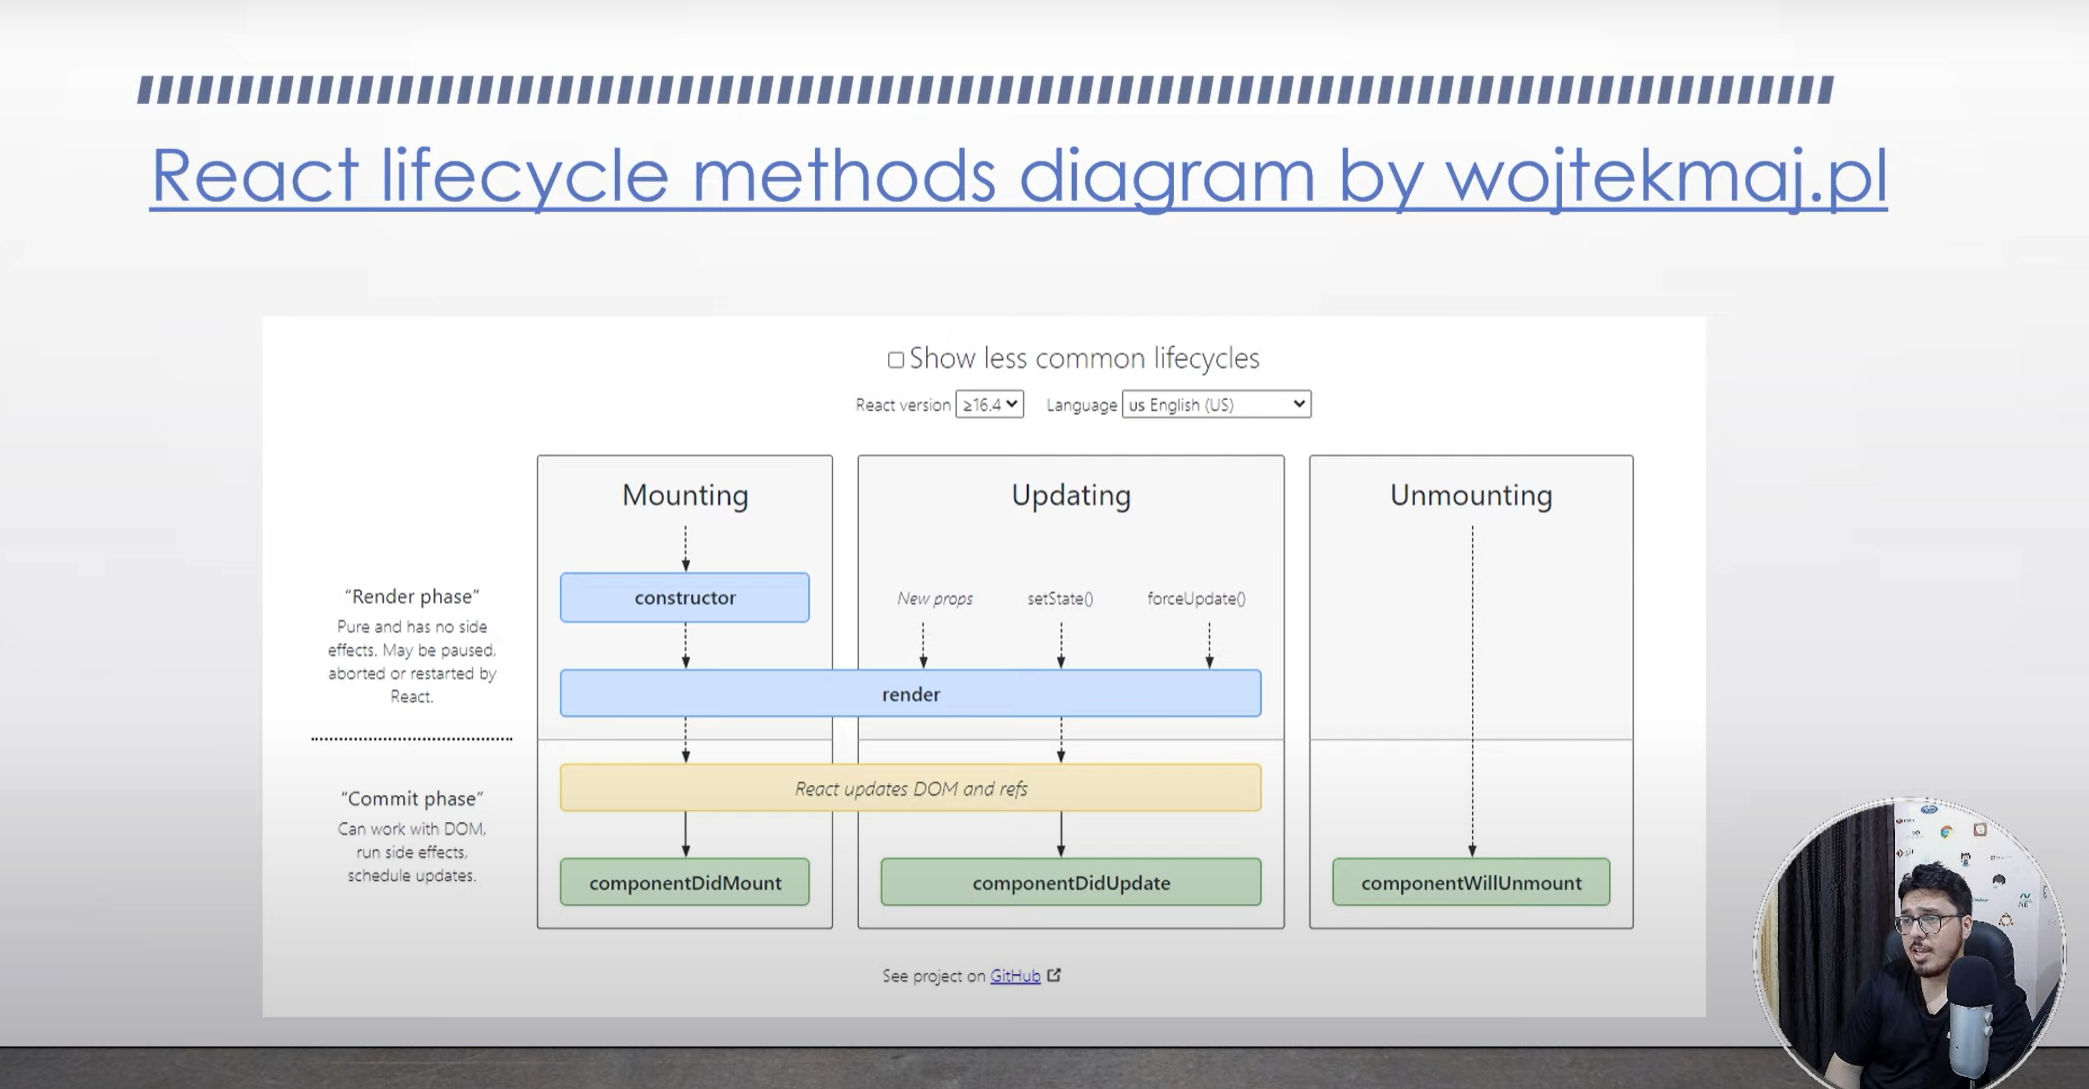 React lifecycle methods diagram by wojtekmaj.pl
Show less common lifecycles
React version ≥16.4 Language us English (US)
Mounting
Updating
Unmounting
“Render phase”
Pure and has no side
effects. May be paused,
aborted or restarted by
React.
constructor
New props
setState()
forceUpdate()
render
“Commit phase”
Can work with DOM,
run side effects,
schedule updates.
React updates DOM and refs
componentDidMount
componentDidUpdate
componentWillUnmount
See project on GitHub
git